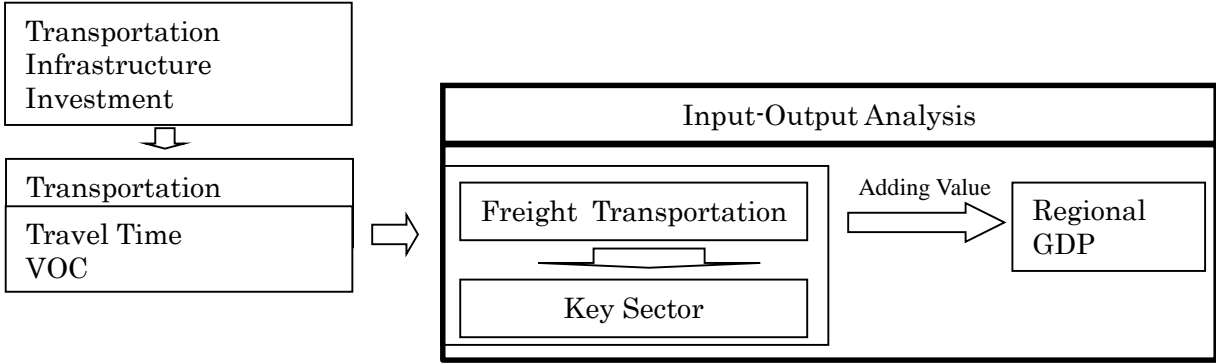 Transportation
Infrastructure
Investment
Transportation
Travel Time
VOC
Input-Output Analysis
Freight Transportation
Key Sector
Adding Value
Regional
GDP